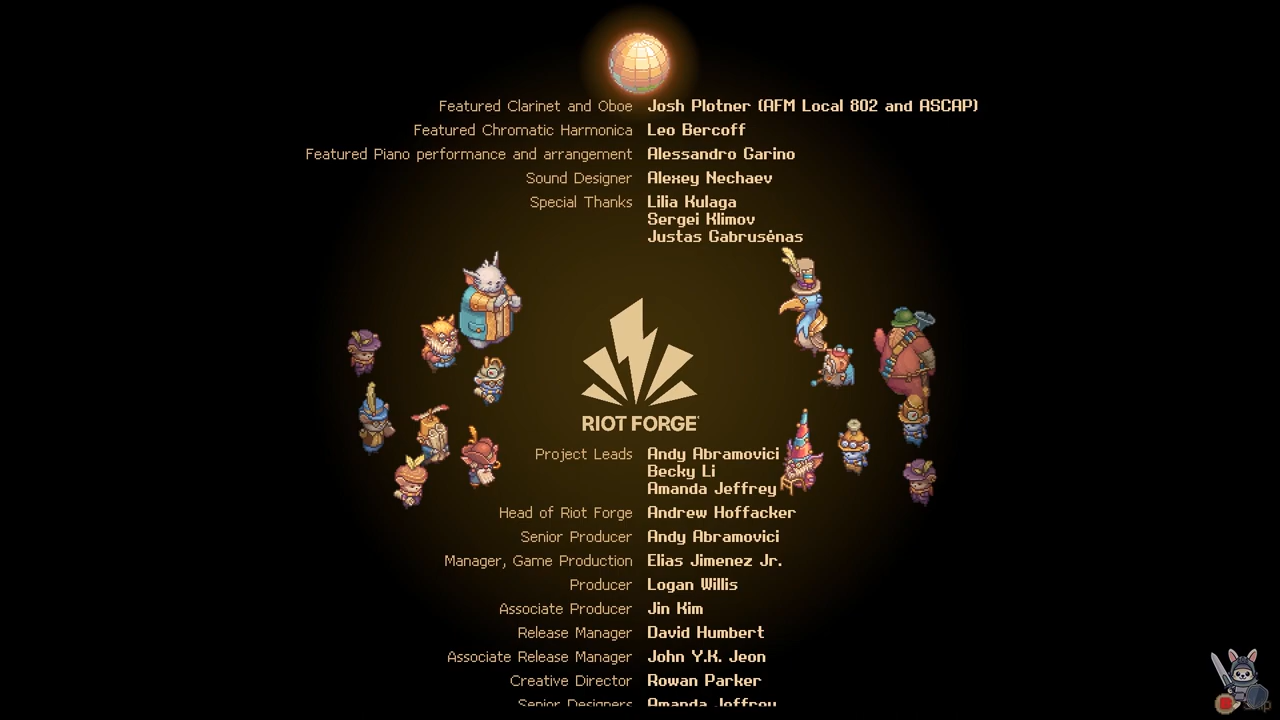 Featured Clarinet and Oboe Josh Plotner (AFM Local 802 and ASCAP)
Featured Chromatic Harmonica Leo Bercoff
Featured Piano performance and arrangement Alessandro Garino
Sound Designer Alexey Nechaev
Special Thanks Lilia Kulaga
Sergei Klimov
Justas Gabrusėnas
RIOT FORGE
Project Leads Andy Abramovici
Becky Li
Amanda Jeffrey
Head of Riot Forge Andrew Hoffacker
Senior Producer Andy Abramovici
Manager, Game Production Elias Jimenez Jr.
Producer Logan Willis
Associate Producer Jin Kim
Release Manager David Humbert
Associate Release Manager John Y.K. Jeon
Creative Director Rowan Parker
Senior Designers Amanda Jeffrey